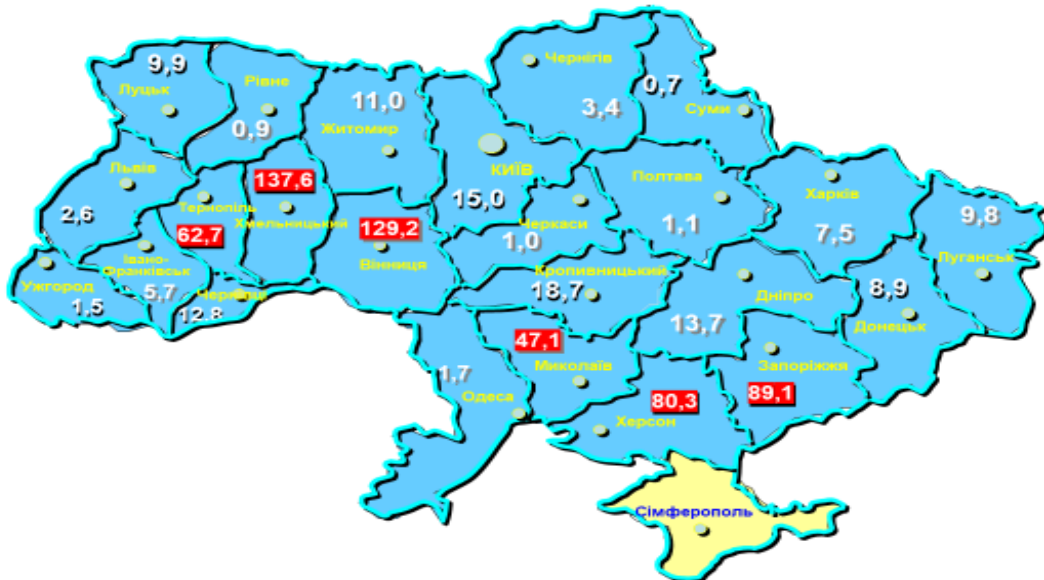 9,9
Луцьк
Рівне
0,9
11,0
Житомир
Чернігів
3,4
0,7
Суми
Львів
2,6
137,6
Тернопіль
62,7
Хмельницький
129,2
Вінниця
КИЇВ
15,0
Черкаси
1,0
Полтава
1,1
Харків
7,5
9,8
Луганськ
Івано-
Франківськ
5,7
Ужгород
1,5
Чернівці
12,8
Кропивницький
18,7
Дніпро
13,7
8,9
Донецьк
47,1
Миколаїв
1,7
Одеса
80,3
Херсон
Запоріжжя
89,1
Сімферополь